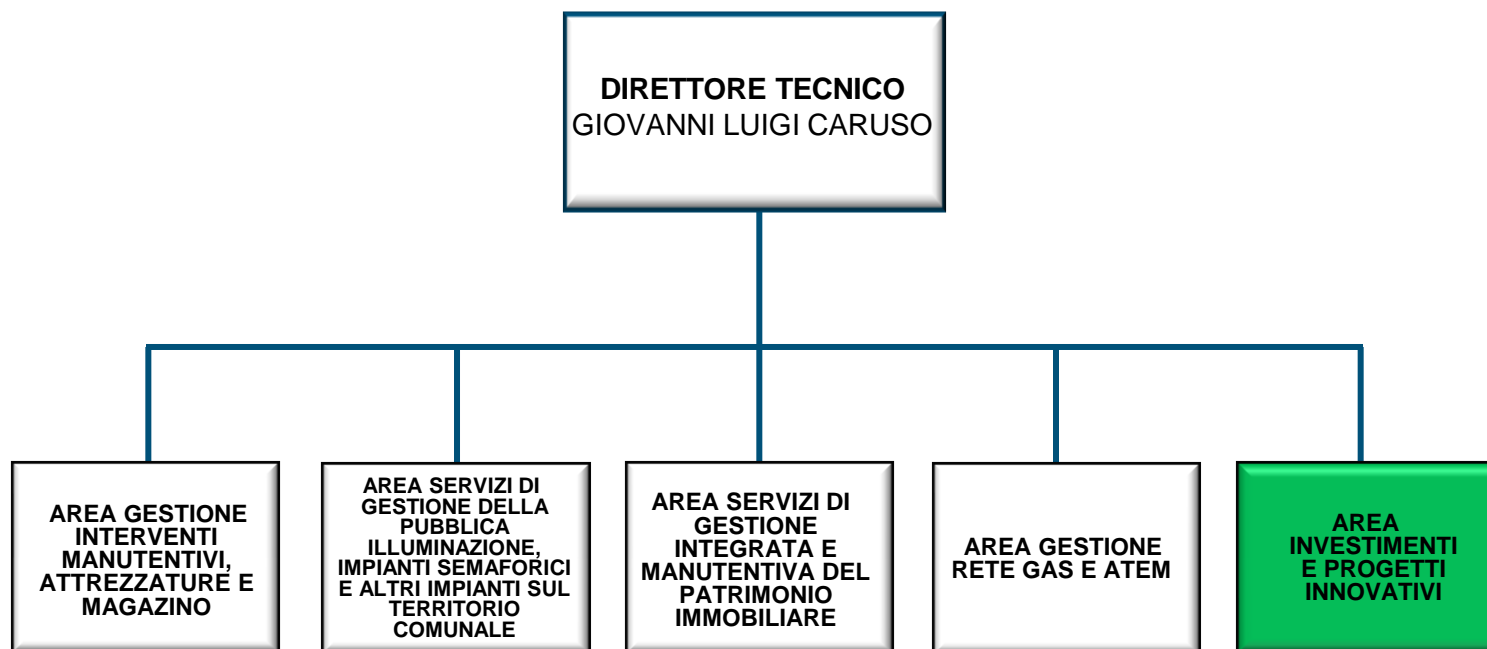 DIRETTORE TECNICO
GIOVANNI LUIGI CARUSO
AREA GESTIONE
INTERVENTI
MANUTENTIVI,
ATTREZZATURE E
MAGAZINO
AREA SERVIZI DI
GESTIONE DELLA
PUBBLICA
ILLUMINAZIONE,
IMPIANTI SEMAFORICI
E ALTRI IMPIANTI SUL
TERRITORIO
COMUNALE
AREA SERVIZI DI
GESTIONE
INTEGRATA E
MANUTENTIVA DEL
PATRIMONIO
IMMOBILIARE
AREA GESTIONE
RETE GAS E ATEM
AREA
INVESTIMENTI
E PROGETTI
INNOVATIVI